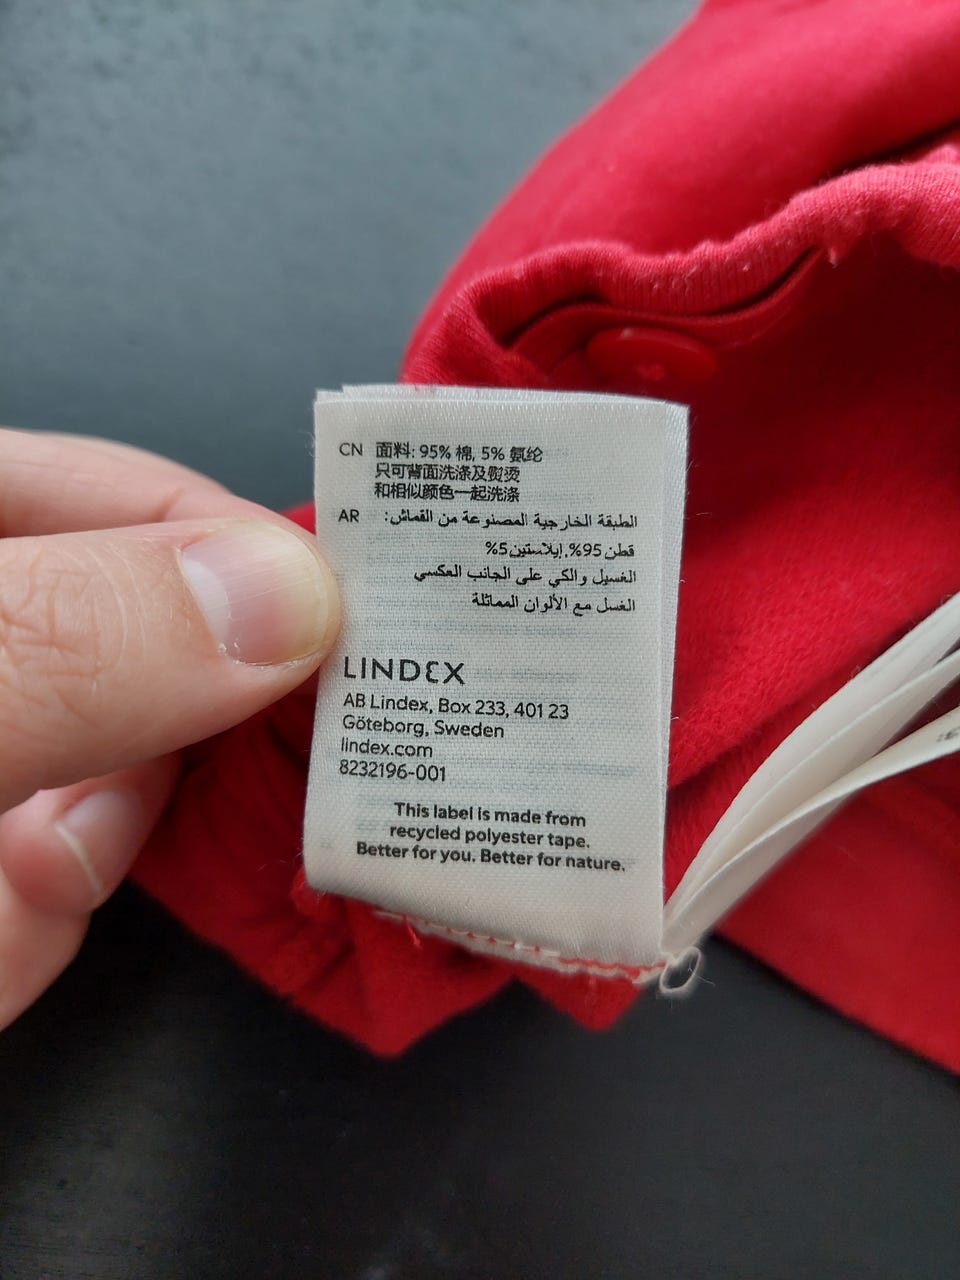 CN 面料: 95% 棉, 5% 氨纶
只可背面洗涤及熨烫
和相似颜色一起洗涤
AR الطبقة الخارجية المصنوعة من القماش:
قطن 95%, إيلاستين 5%
الغسيل والكي على الجانب العكسي
الغسل مع الألوان المماثلة
LINDEX
AB Lindex, Box 233, 401 23
Göteborg, Sweden
lindex.com
8232196-001
This label is made from
recycled polyester tape.
Better for you. Better for nature.